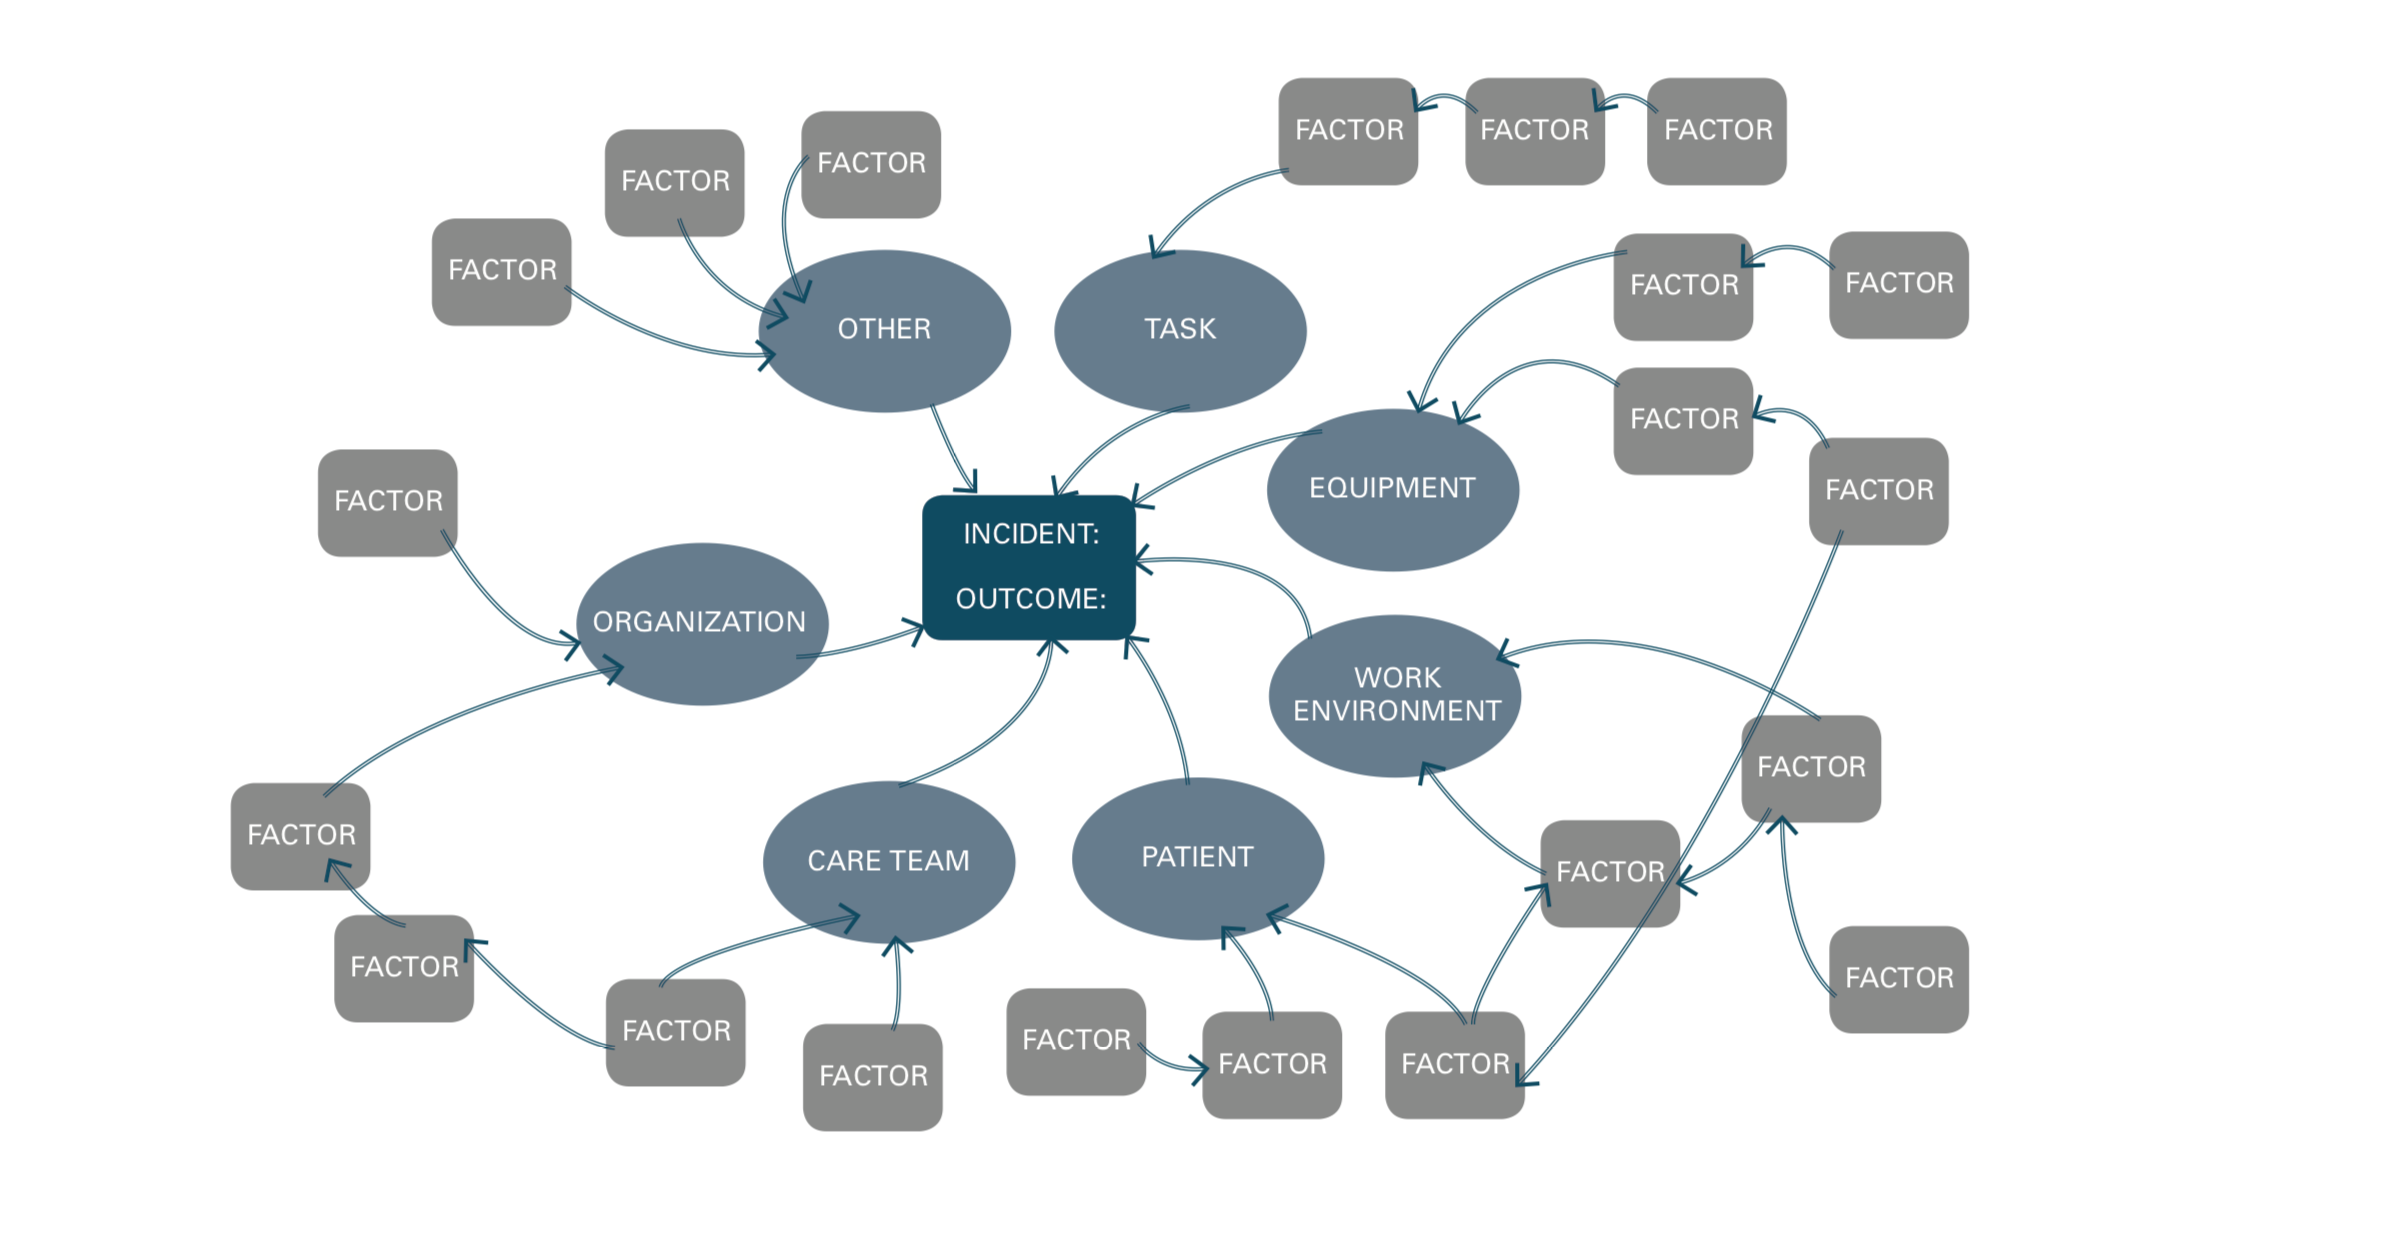 FACTOR FACTOR FACTOR
FACTOR
FACTOR
FACTOR
FACTOR FACTOR
OTHER TASK
FACTOR
EQUIPMENT FACTOR
FACTOR
INCIDENT:
OUTCOME:
ORGANIZATION
WORK
ENVIRONMENT
FACTOR
FACTOR
CARE TEAM PATIENT
FACTOR
FACTOR
FACTOR
FACTOR
FACTOR
FACTOR FACTOR
FACTOR